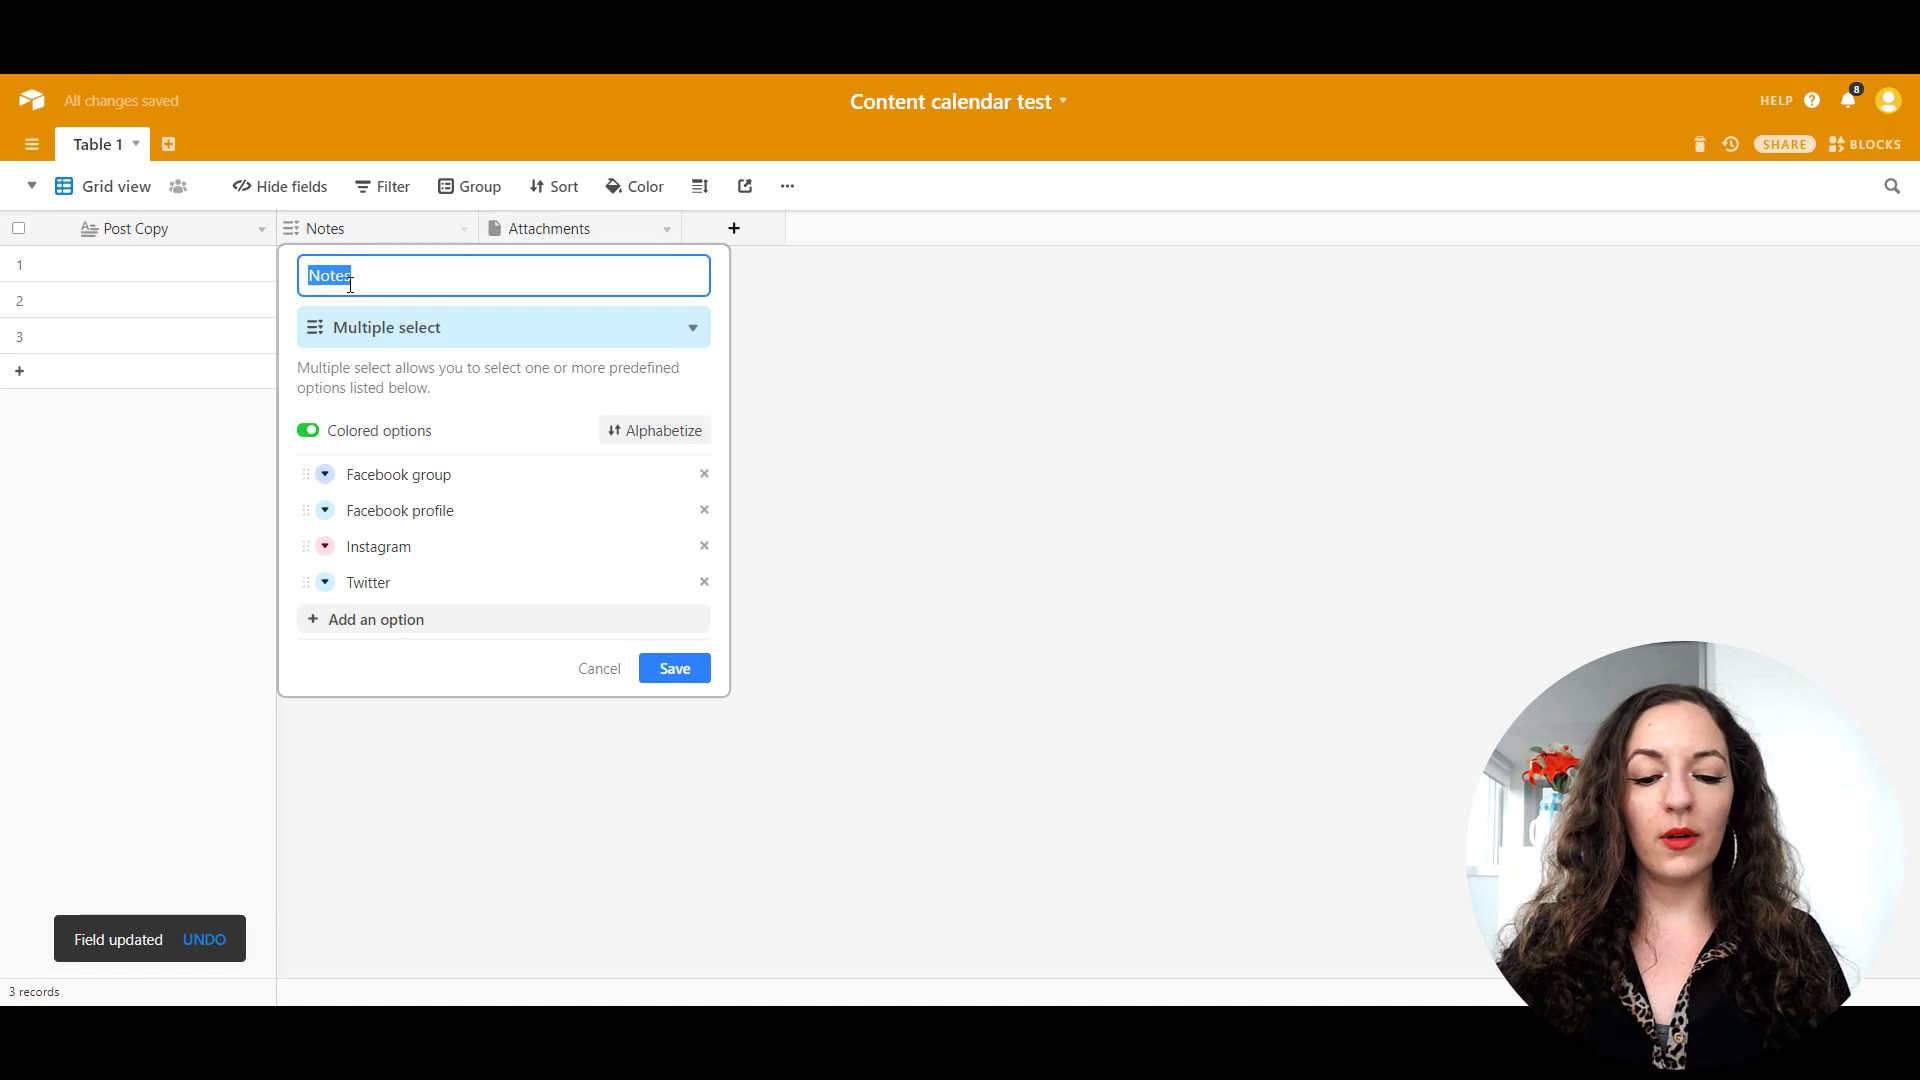 All changes saved
Content calendar test
HELP
8
Table 1
SHARE
BLOCKS
Grid view
Hide fields
Filter
Group
Sort
Color
Post Copy
Notes
Attachments
1
2
3
Notes
Multiple select
Multiple select allows you to select one or more predefined
options listed below.
Colored options
Alphabetize
Facebook group
Facebook profile
Instagram
Twitter
Add an option
Cancel
Save
Field updated UNDO
3 records